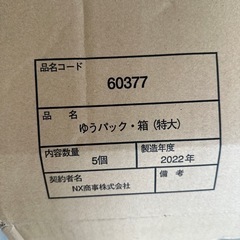 品名コード
60377
品 名
ゆうパック・箱(特大)
内容数量 製造年度
5個 2022年
契約者名 備 考
NX商事株式会社